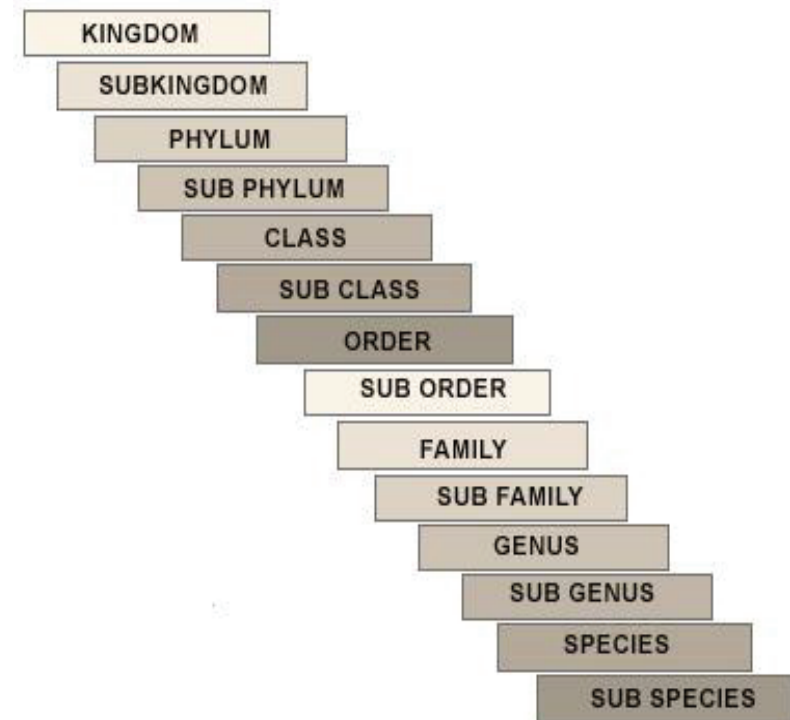 KINGDOM
SUBKINGDOM
PHYLUM
SUB PHYLUM
CLASS
SUB CLASS
ORDER
SUB ORDER
FAMILY
SUB FAMILY
GENUS
SUB GENUS
SPECIES
SUB SPECIES